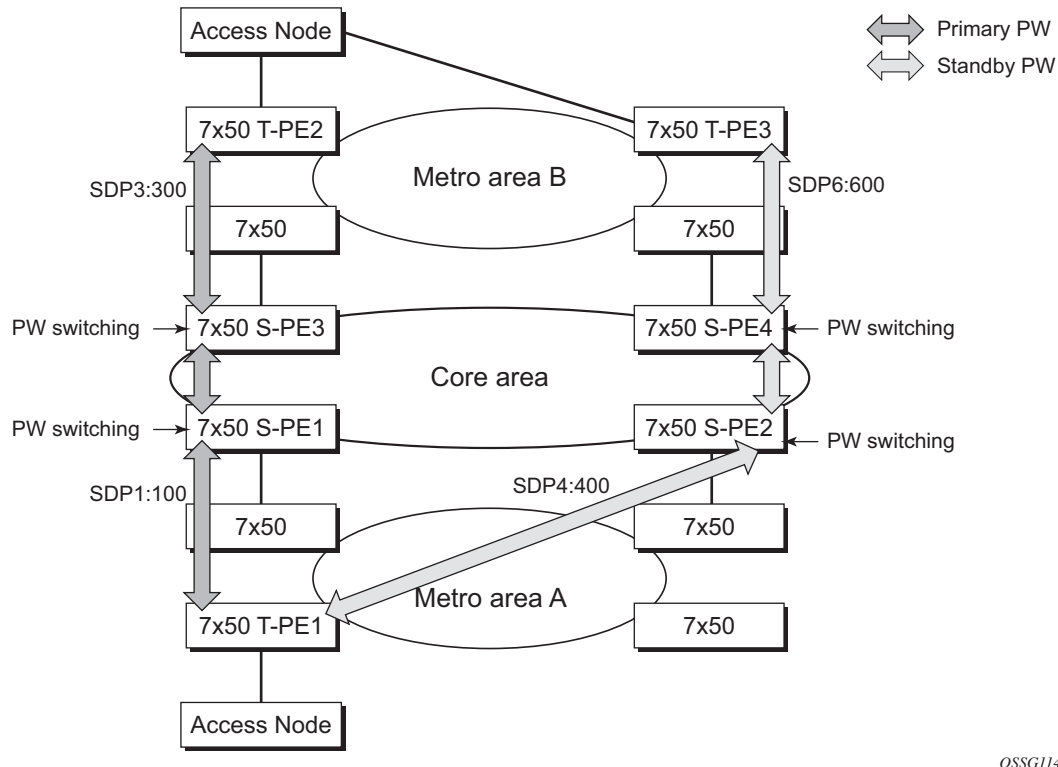 Access Node
Primary PW
Standby PW
7x50 T-PE2
7x50 T-PE3
Metro area B
SDP3:300
SDP6:600
7x50
7x50
PW switching
7x50 S-PE3
7x50 S-PE4
PW switching
Core area
PW switching
7x50 S-PE1
7x50 S-PE2
PW switching
SDP1:100
SDP4:400
7x50
7x50
Metro area A
7x50 T-PE1
7x50
Access Node
OSSG114